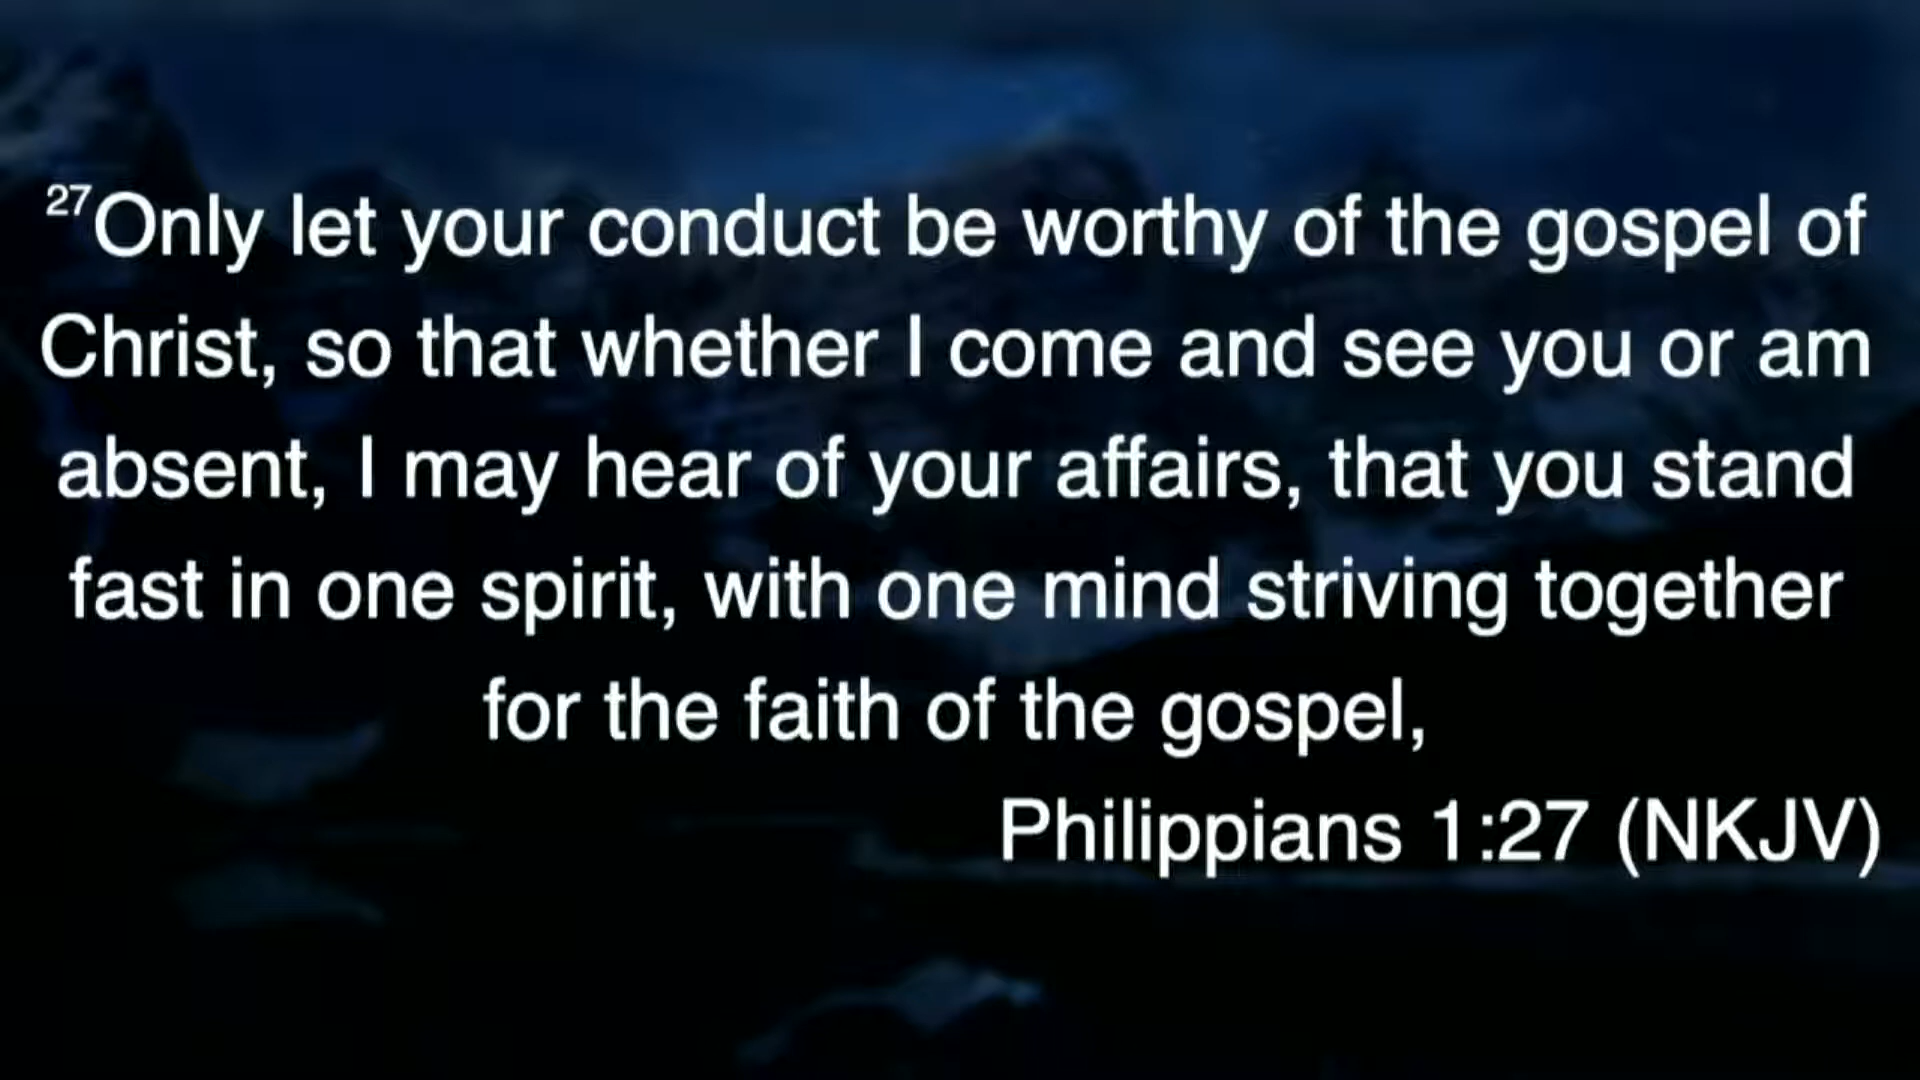 27Only let your conduct be worthy of the gospel of
Christ, so that whether I come and see you or am
absent, I may hear of your affairs, that you stand
fast in one spirit, with one mind striving together
for the faith of the gospel,
Philippians 1:27 (NKJV)